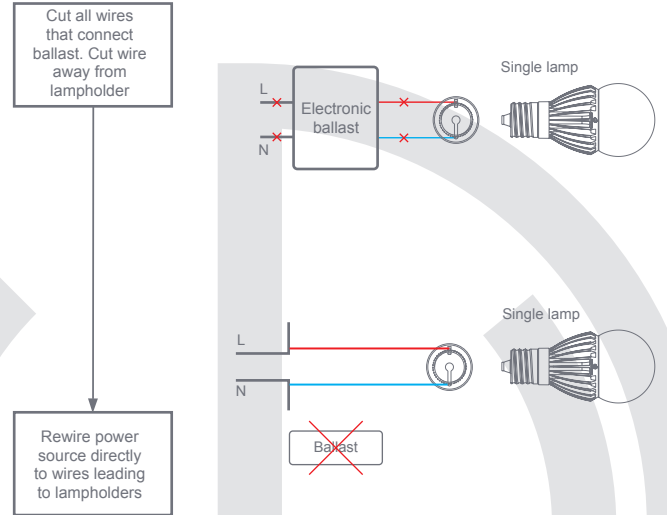 Cut all wires
that connect
ballast. Cut wire
away from
lampholder
L
N
Electronic
ballast
Single lamp
L
N
Single lamp
Ballast
Rewire power
source directly
to wires leading
to lampholders